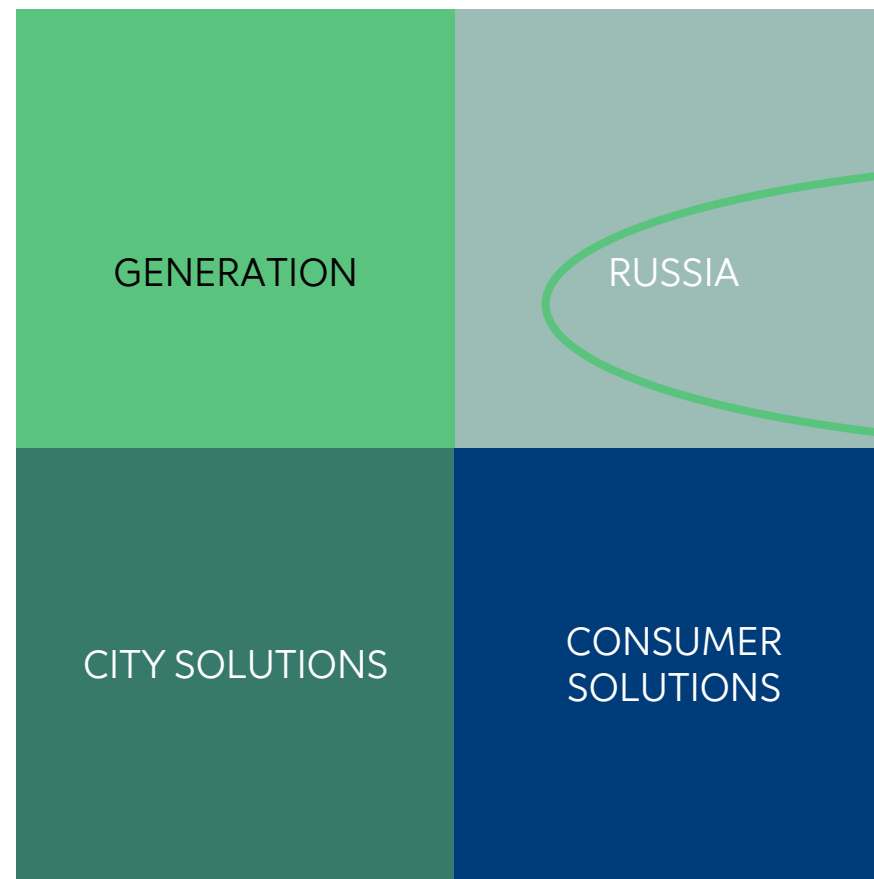 GENERATION
RUSSIA
CITY SOLUTIONS
CONSUMER
SOLUTIONS